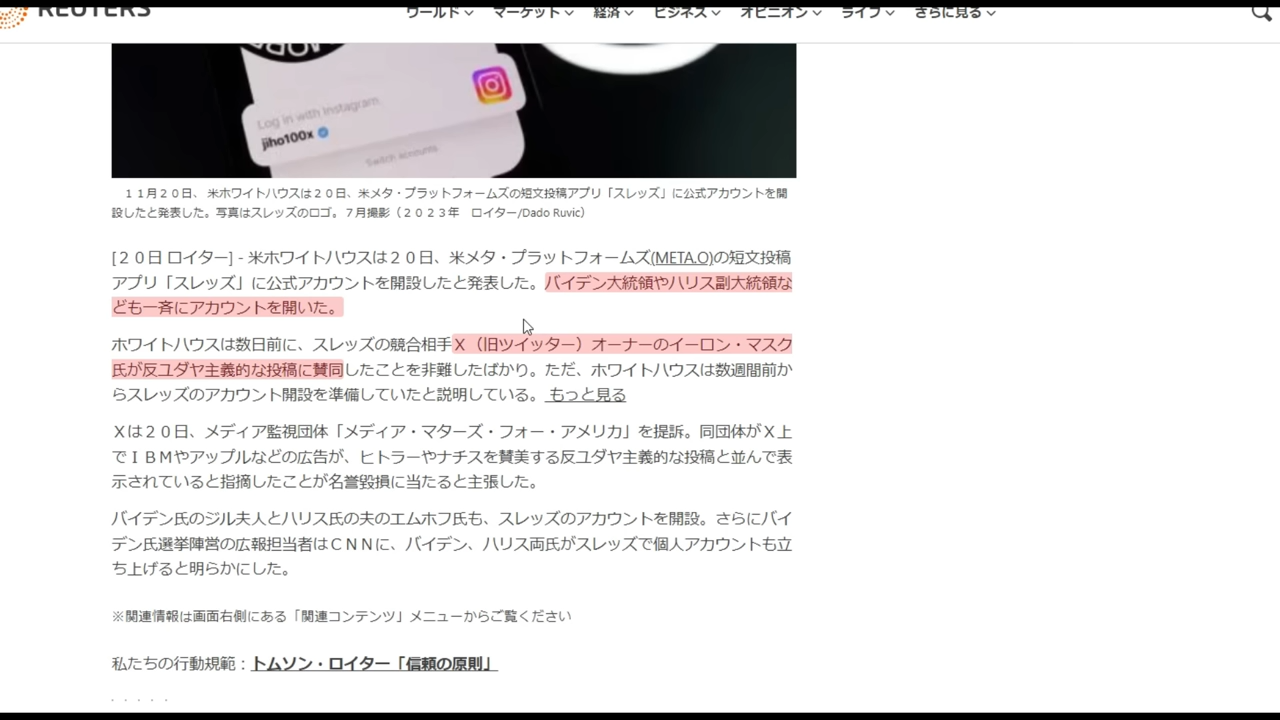 REUTERS
ワールド マーケット 経済 ビジネス オピニオン ライフ さらに見る
Log in with Instagram
jiho100x
Switch accounts
１１月２０日、 米ホワイトハウスは２０日、米メタ・プラットフォームズの短文投稿アプリ「スレッズ」に公式アカウントを開
設したと発表した。写真はスレッズのロゴ。７月撮影（２０２３年　ロイター/Dado Ruvic）
[２０日 ロイター] - 米ホワイトハウスは２０日、米メタ・プラットフォームズ(META.O)の短文投稿
アプリ「スレッズ」に公式アカウントを開設したと発表した。バイデン大統領やハリス副大統領な
ども一斉にアカウントを開いた。
ホワイトハウスは数日前に、スレッズの競合相手Ｘ（旧ツイッター）オーナーのイーロン・マスク
氏が反ユダヤ主義的な投稿に賛同したことを非難したばかり。ただ、ホワイトハウスは数週間前か
らスレッズのアカウント開設を準備していたと説明している。 もっと見る
Ｘは２０日、メディア監視団体「メディア・マターズ・フォー・アメリカ」を提訴。同団体がＸ上
でＩＢＭやアップルなどの広告が、ヒトラーやナチスを賛美する反ユダヤ主義的な投稿と並んで表
示されていると指摘したことが名誉毀損に当たると主張した。
バイデン氏のジル夫人とハリス氏の夫のエムホフ氏も、スレッズのアカウントを開設。さらにバイ
デン氏選挙陣営の広報担当者はＣＮＮに、バイデン、ハリス両氏がスレッズで個人アカウントも立
ち上げると明らかにした。
※関連情報は画面右側にある「関連コンテンツ」メニューからご覧ください
私たちの行動規範：トムソン・ロイター「信頼の原則」